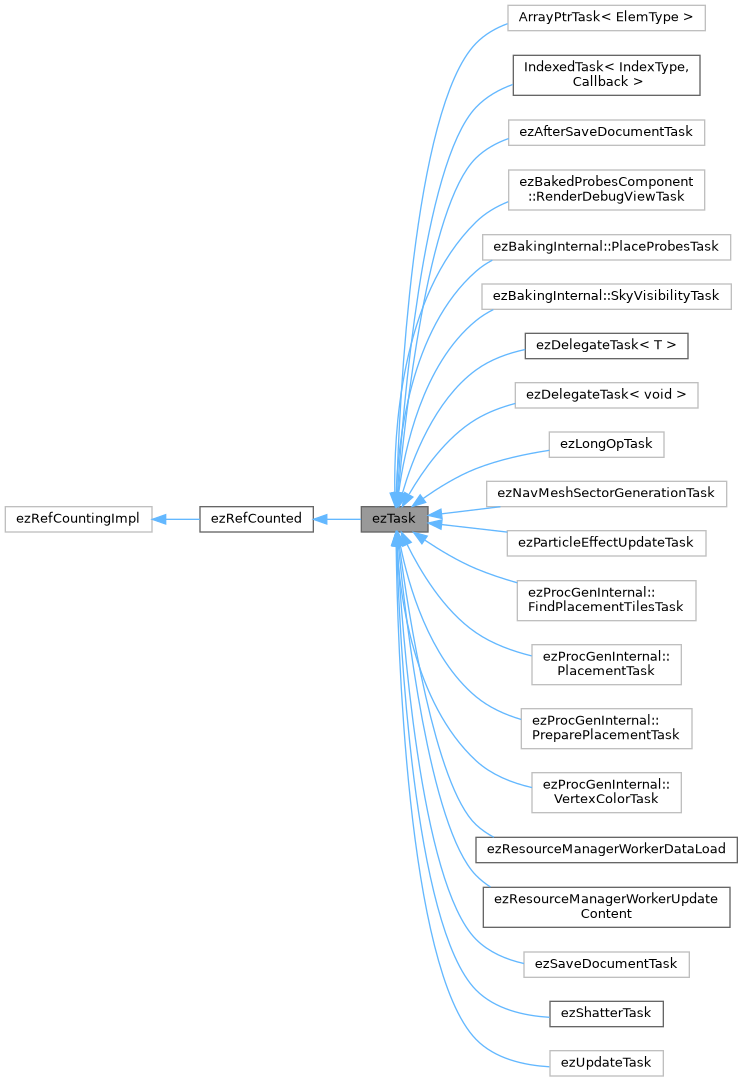 ArrayPtrTask< ElemType >
IndexedTask< IndexType,
Callback >
ezAfterSaveDocumentTask
ezBakedProbesComponent
::RenderDebugViewTask
ezBakingInternal::PlaceProbesTask
ezBakingInternal::SkyVisibilityTask
ezDelegateTask< T >
ezDelegateTask< void >
ezLongOpTask
ezNavMeshSectorGenerationTask
ezRefCountingImpl
ezRefCounted
ezTask
ezParticleEffectUpdateTask
ezProcGenInternal::
FindPlacementTilesTask
ezProcGenInternal::
PlacementTask
ezProcGenInternal::
PreparePlacementTask
ezProcGenInternal::
VertexColorTask
ezResourceManagerWorkerDataLoad
ezResourceManagerWorkerUpdate
Content
ezSaveDocumentTask
ezShatterTask
ezUpdateTask